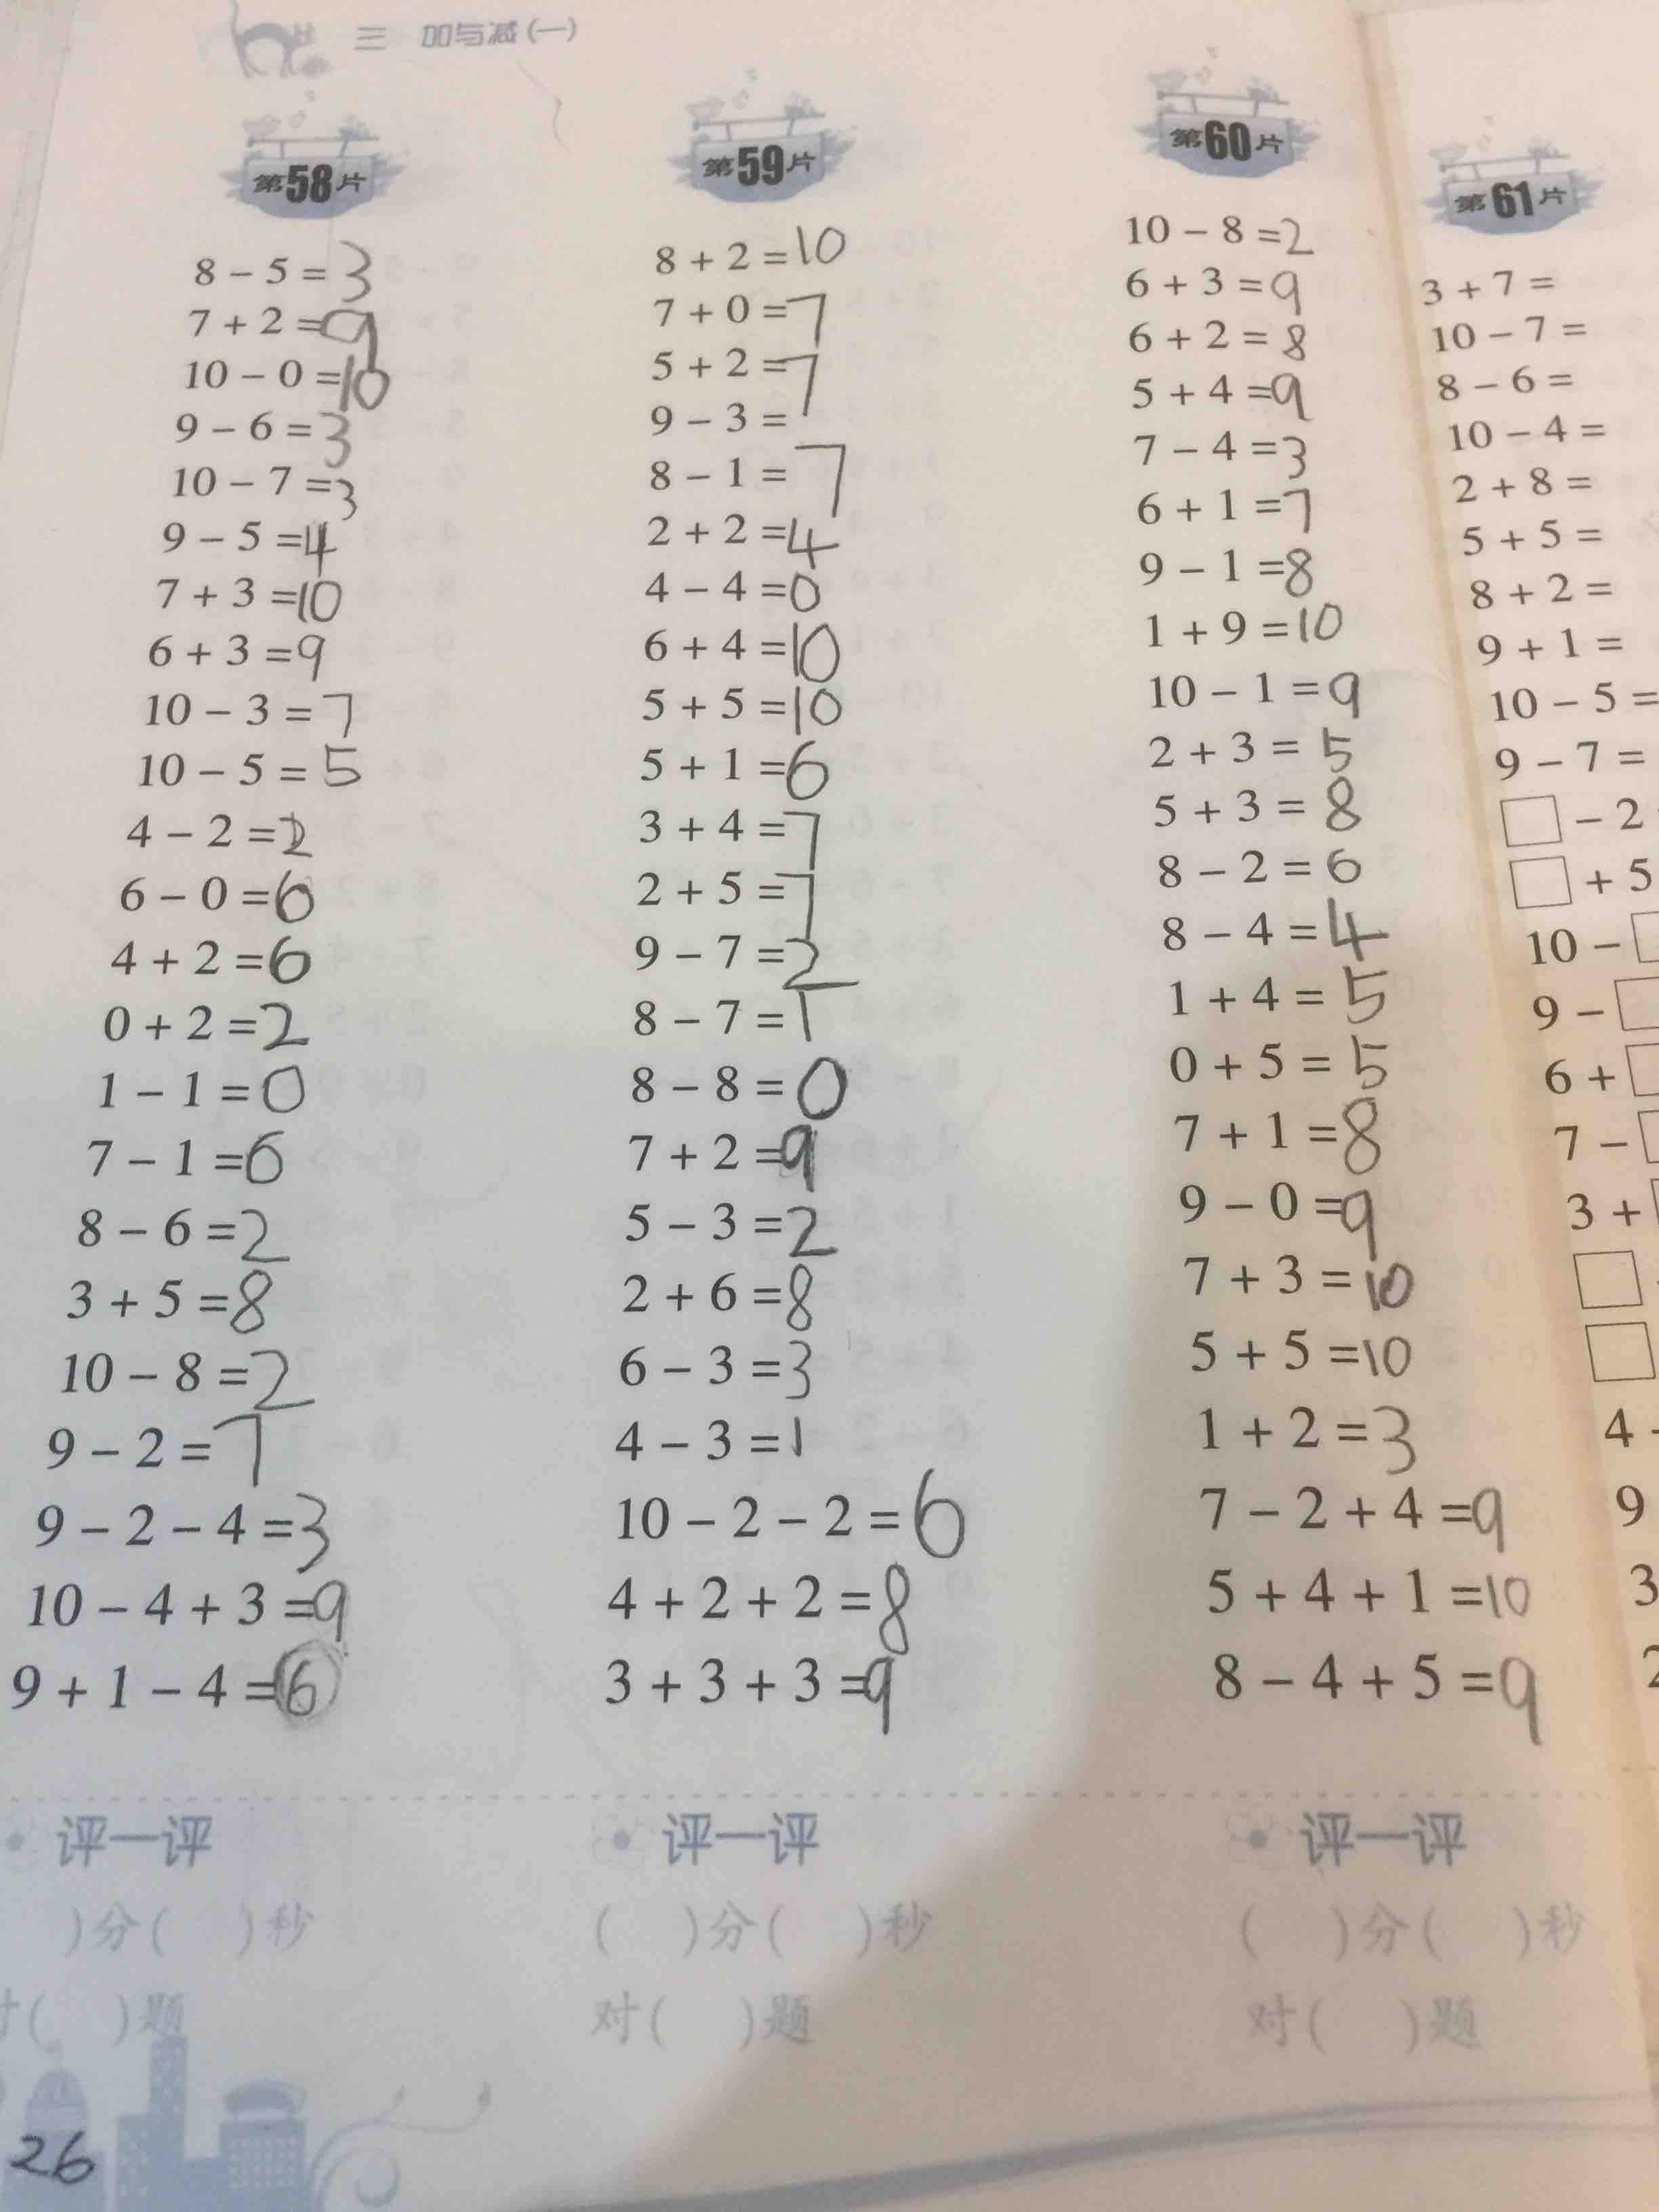 三 加与减(一)
第58片
8 – 5 = 3
7 + 2 = 9
10 – 0 = 10
9 – 6 = 3
10 – 7 = 3
9 – 5 = 4
7 + 3 = 10
6 + 3 = 9
10 – 3 = 7
10 – 5 = 5
4 – 2 = 2
6 – 0 = 6
4 + 2 = 6
0 + 2 = 2
1 – 1 = 0
7 – 1 = 6
8 – 6 = 2
3 + 5 = 8
10 – 8 = 2
9 – 2 = 7
9 – 2 – 4 = 3
10 – 4 + 3 = 9
9 + 1 – 4 = 6
评一评
)分( )秒
对( )题
第59片
8 + 2 = 10
7 + 0 = 7
5 + 2 = 7
9 – 3 =
8 – 1 = 7
2 + 2 = 4
4 – 4 = 0
6 + 4 = 10
5 + 5 = 10
5 + 1 = 6
3 + 4 = 7
2 + 5 = 7
9 – 7 = 2
8 – 7 = 1
8 – 8 = 0
7 + 2 = 9
5 – 3 = 2
2 + 6 = 8
6 – 3 = 3
4 – 3 = 1
10 – 2 – 2 = 6
4 + 2 + 2 = 8
3 + 3 + 3 = 9
评一评
( )分( )秒
对( )题
第60片
10 – 8 = 2
6 + 3 = 9
6 + 2 = 8
5 + 4 = 9
7 – 4 = 3
6 + 1 = 7
9 – 1 = 8
1 + 9 = 10
10 – 1 = 9
2 + 3 = 5
5 + 3 = 8
8 – 2 = 6
8 – 4 = 4
1 + 4 = 5
0 + 5 = 5
7 + 1 = 8
9 – 0 = 9
7 + 3 = 10
5 + 5 = 10
1 + 2 = 3
7 – 2 + 4 = 9
5 + 4 + 1 = 10
8 – 4 + 5 = 9
评一评
( )分( )秒
对( )题
第61片
3 + 7 =
10 – 7 =
8 – 6 =
10 – 4 =
2 + 8 =
5 + 5 =
8 + 2 =
9 + 1 =
10 – 5 =
9 – 7 =
□ – 2
□ + 5
10 – □
9 – □
6 + □
7 – □
3 + □
□
□
4 –
9
3
2
26